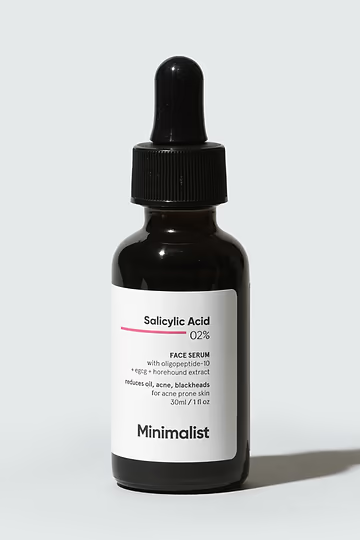 Salicylic Acid
02%
FACE SERUM
with oligopeptide-10
+ egcg + horehound extract
reduces oil, acne, blackheads
for acne prone skin
30ml / 1 fl oz
Minimalist